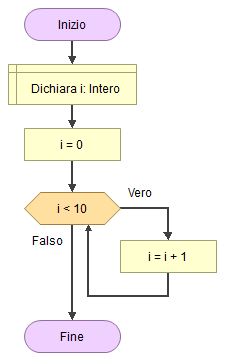 Inizio
Dichiara i: Intero
i = 0
i < 10
Vero
Falso
i = i + 1
Fine